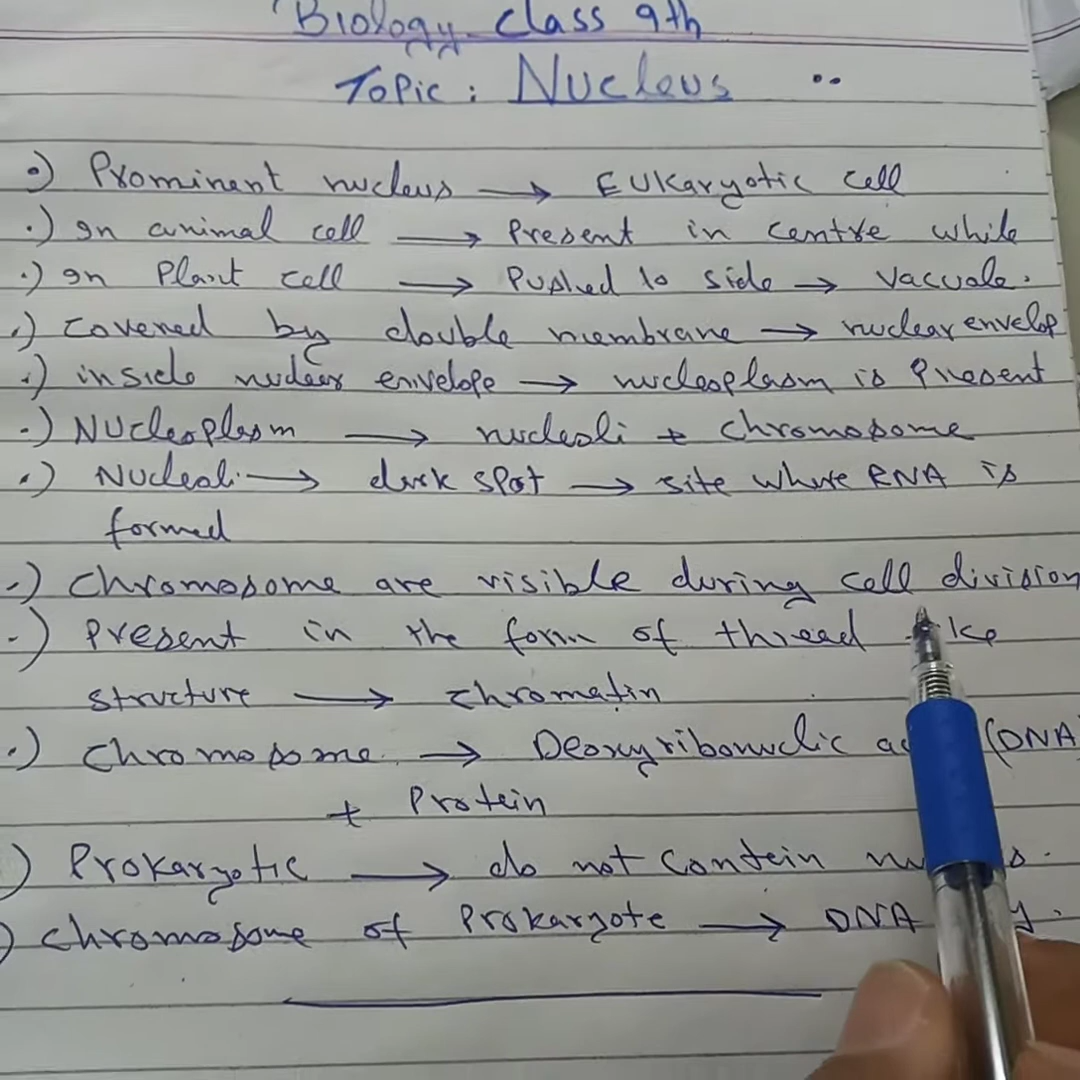 Biology Class 9th
Topic : Nucleus
•) Prominent nucleus → Eukaryotic cell
•) In animal cell → Present in centre while
•) In Plant cell → Pushed to side → vacuole.
•) covered by double membrane → nuclear envelop
•) inside nuclear envelope → nucleoplasm is Present
•) Nucleoplasm → nucleoli + chromosome
•) Nucleoli → dark spot → site where RNA is
formed
•) Chromosome are visible during cell division
•) Present in the form of thread
structure → chromatin
•) Chromosome → Deoxyribonuclic (DNA)
+ Protein
) Prokaryotic → do not contain
) Chromosome of Prokaryote → DNA